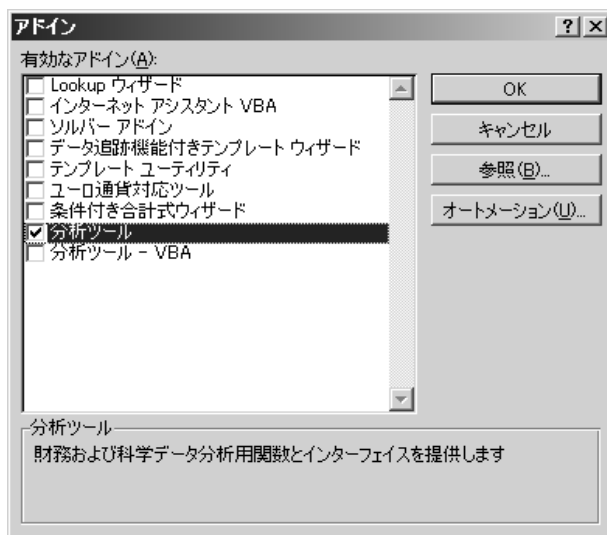 アドイン
有効なアドイン(A):
Lookup ウィザード
インターネット アシスタント VBA
ソルバー アドイン
データ追跡機能付きテンプレート ウィザード
テンプレート ユーティリティ
ユーロ通貨対応ツール
条件付き合計式ウィザード
分析ツール
分析ツール - VBA
OK
キャンセル
参照(B)...
オートメーション(U)...
分析ツール
財務および科学データ分析用関数とインターフェイスを提供します